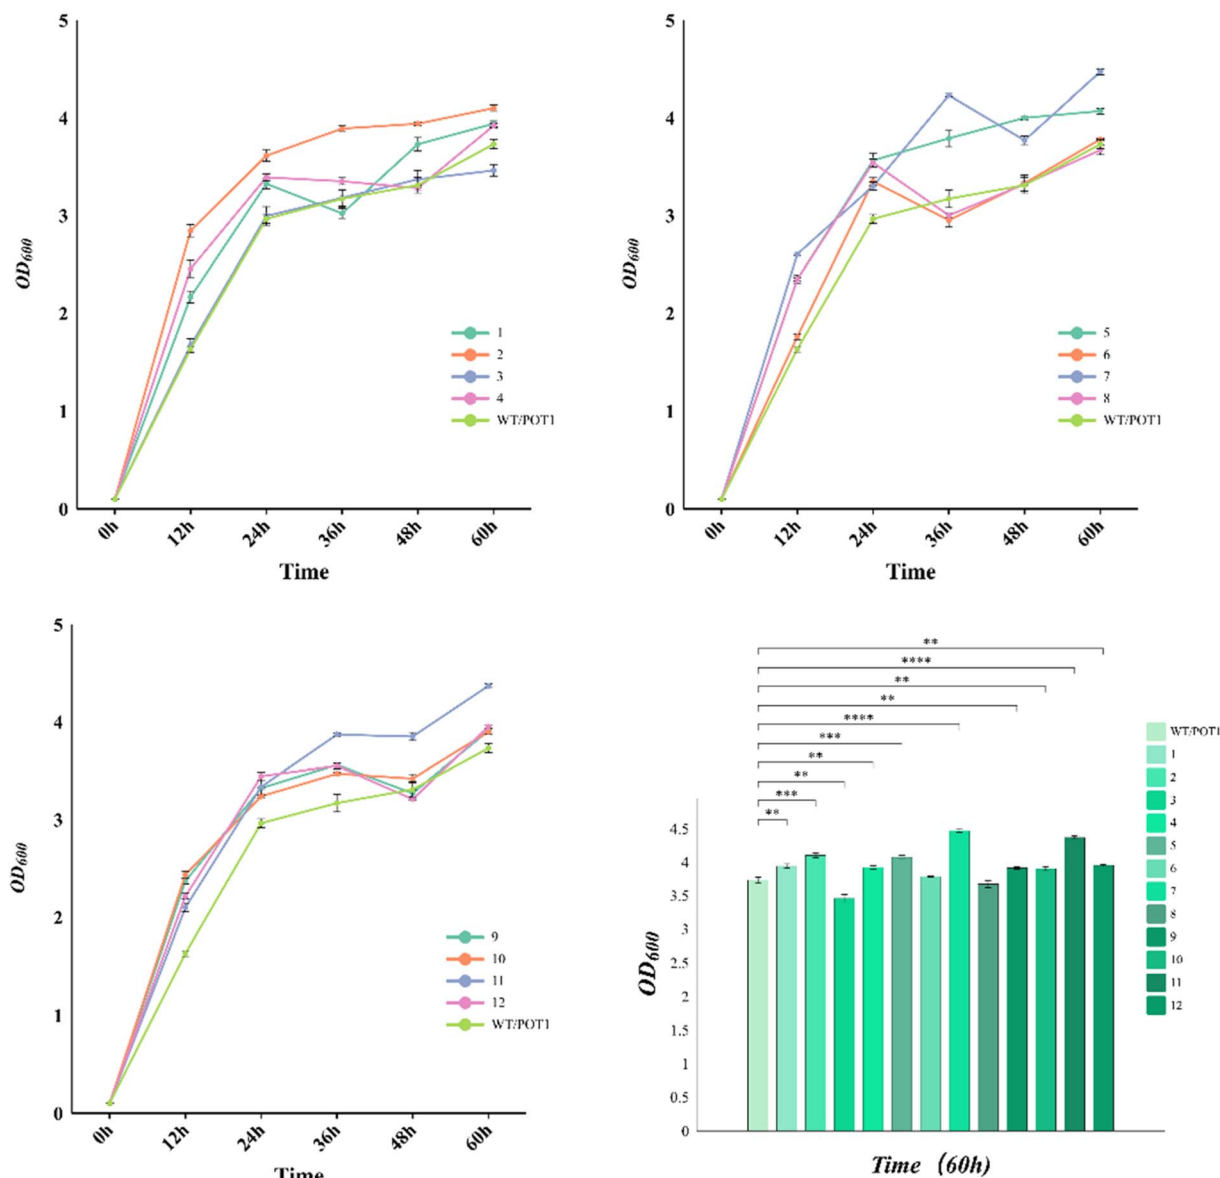 5
4
3
2
1
0
OD600
0h
12h
24h
36h
48h
60h
Time
1
2
3
4
WT/POT1
5
4
3
2
1
0
OD600
0h
12h
24h
36h
48h
60h
Time
5
6
7
8
WT/POT1
5
4
3
2
1
0
OD600
0h
12h
24h
36h
48h
60h
Time
9
10
11
12
WT/POT1
**
****
**
**
****
***
**
**
***
**
4.5
4
3.5
3
2.5
2
1.5
1
0.5
0
OD600
Time (60h)
WT/POT1
1
2
3
4
5
6
7
8
9
10
11
12